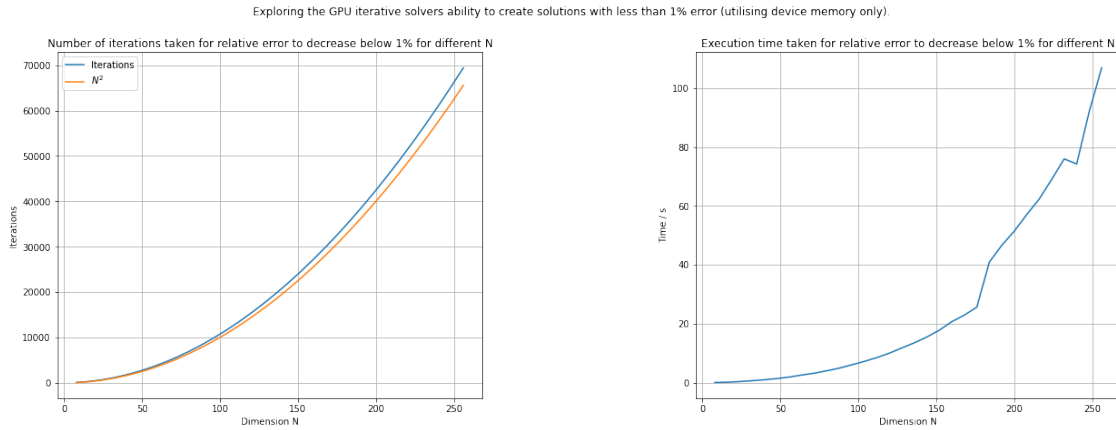 Exploring the GPU iterative solvers ability to create solutions with less than 1% error (utilising device memory only).
Number of iterations taken for relative error to decrease below 1% for different N
Iterations
N²
70000
60000
50000
40000
30000
20000
10000
0
Iterations
0 50 100 150 200 250
Dimension N
Execution time taken for relative error to decrease below 1% for different N
100
80
60
40
20
0
Time / s
0 50 100 150 200 250
Dimension N